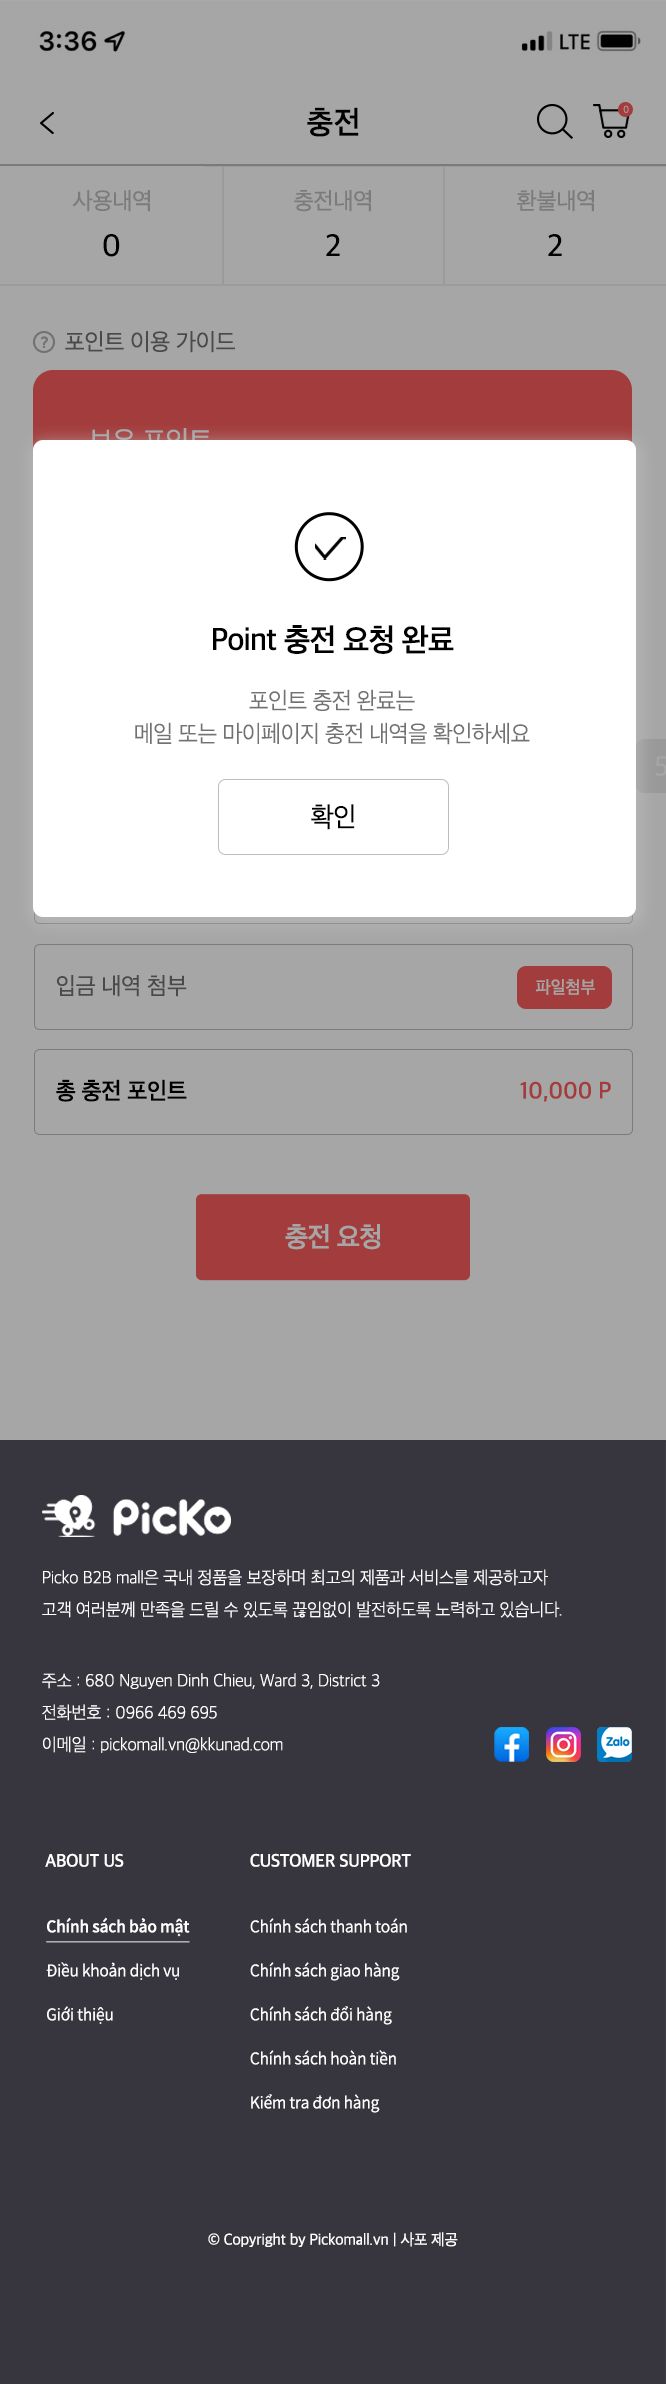 3:36
LTE
충전
0
사용내역
충전내역
환불내역
0
2
2
? 포인트 이용 가이드
보유 포인트
Point 충전 요청 완료
포인트 충전 완료는
메일 또는 마이페이지 충전 내역을 확인하세요
5
확인
입금 내역 첨부
파일첨부
총 충전 포인트
10,000 P
충전 요청
PicKo
Picko B2B mall은 국내 정품을 보장하며 최고의 제품과 서비스를 제공하고자
고객 여러분께 만족을 드릴 수 있도록 끊임없이 발전하도록 노력하고 있습니다.
주소 : 680 Nguyen Dinh Chieu, Ward 3, District 3
전화번호 : 0966 469 695
이메일 : pickomall.vn@kkunad.com
Zalo
ABOUT US
CUSTOMER SUPPORT
Chính sách bảo mật
Chính sách thanh toán
Điều khoản dịch vụ
Chính sách giao hàng
Giới thiệu
Chính sách đổi hàng
Chính sách hoàn tiền
Kiểm tra đơn hàng
© Copyright by Pickomall.vn | 사포 제공